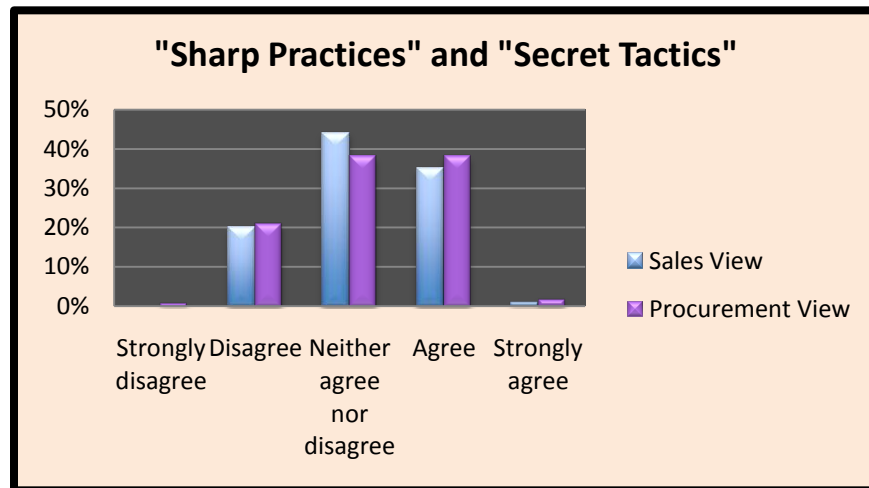 "Sharp Practices" and "Secret Tactics"
50%
40%
30%
20%
10%
0%
Strongly disagree
Disagree
Neither agree nor disagree
Agree
Strongly agree
Sales View
Procurement View